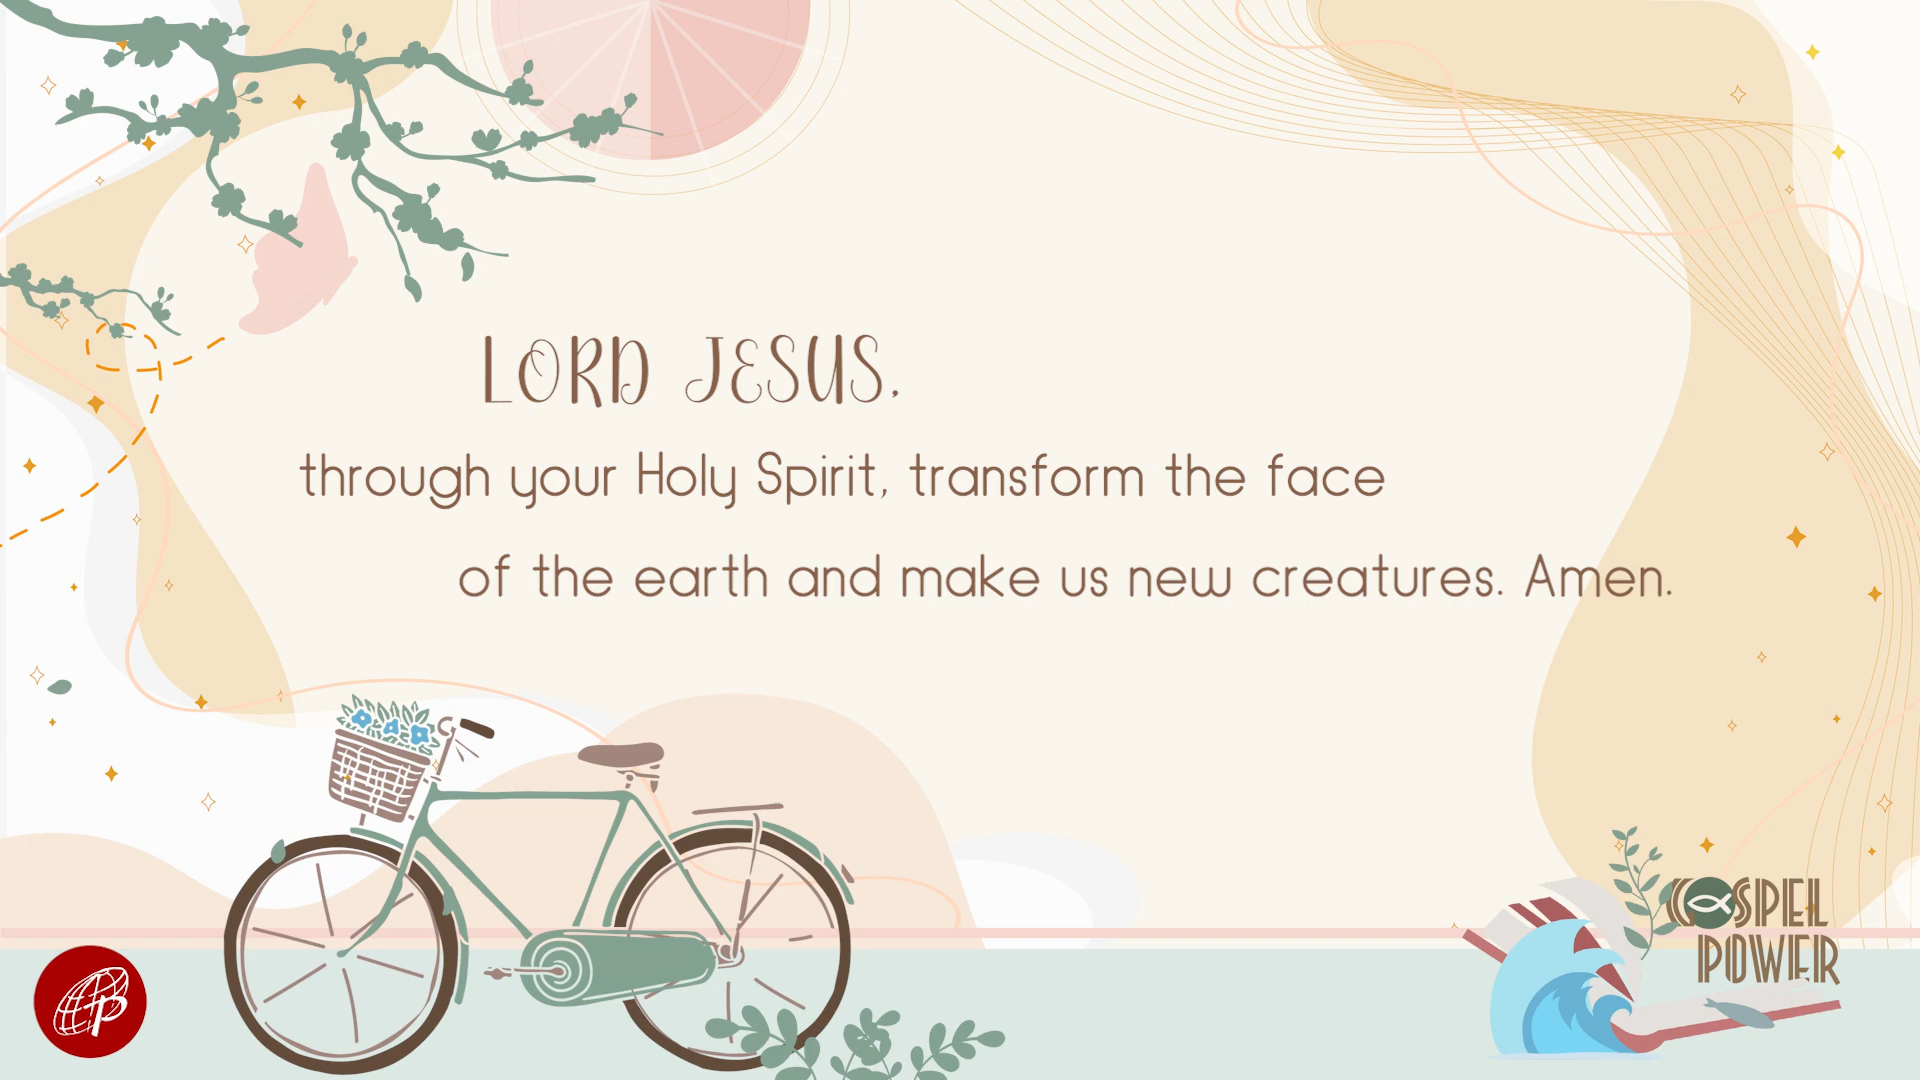 LORD JESUS,
through your Holy Spirit, transform the face
of the earth and make us new creatures. Amen.
GOSPEL
POWER